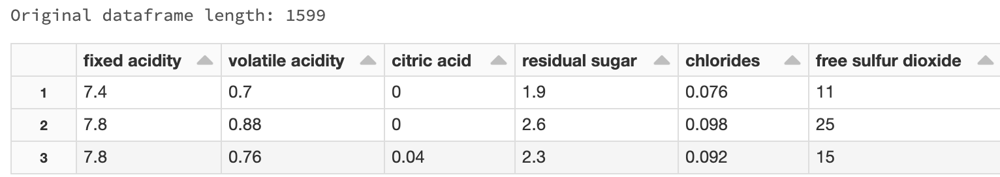 Original dataframe length: 1599
fixed acidity volatile acidity citric acid residual sugar chlorides free sulfur dioxide
1 7.4 0.7 0 1.9 0.076 11
2 7.8 0.88 0 2.6 0.098 25
3 7.8 0.76 0.04 2.3 0.092 15